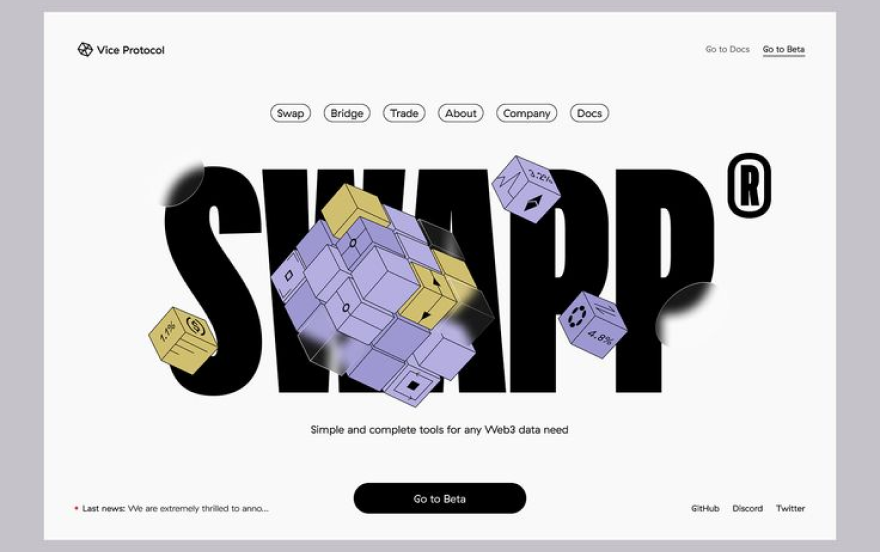 Vice Protocol
Go to Docs Go to Beta
Swap Bridge Trade About Company Docs
SWAPP®
3.2%
1.1%
4.8%
Simple and complete tools for any Web3 data need
Go to Beta
Last news: We are extremely thrilled to anno...
GitHub Discord Twitter